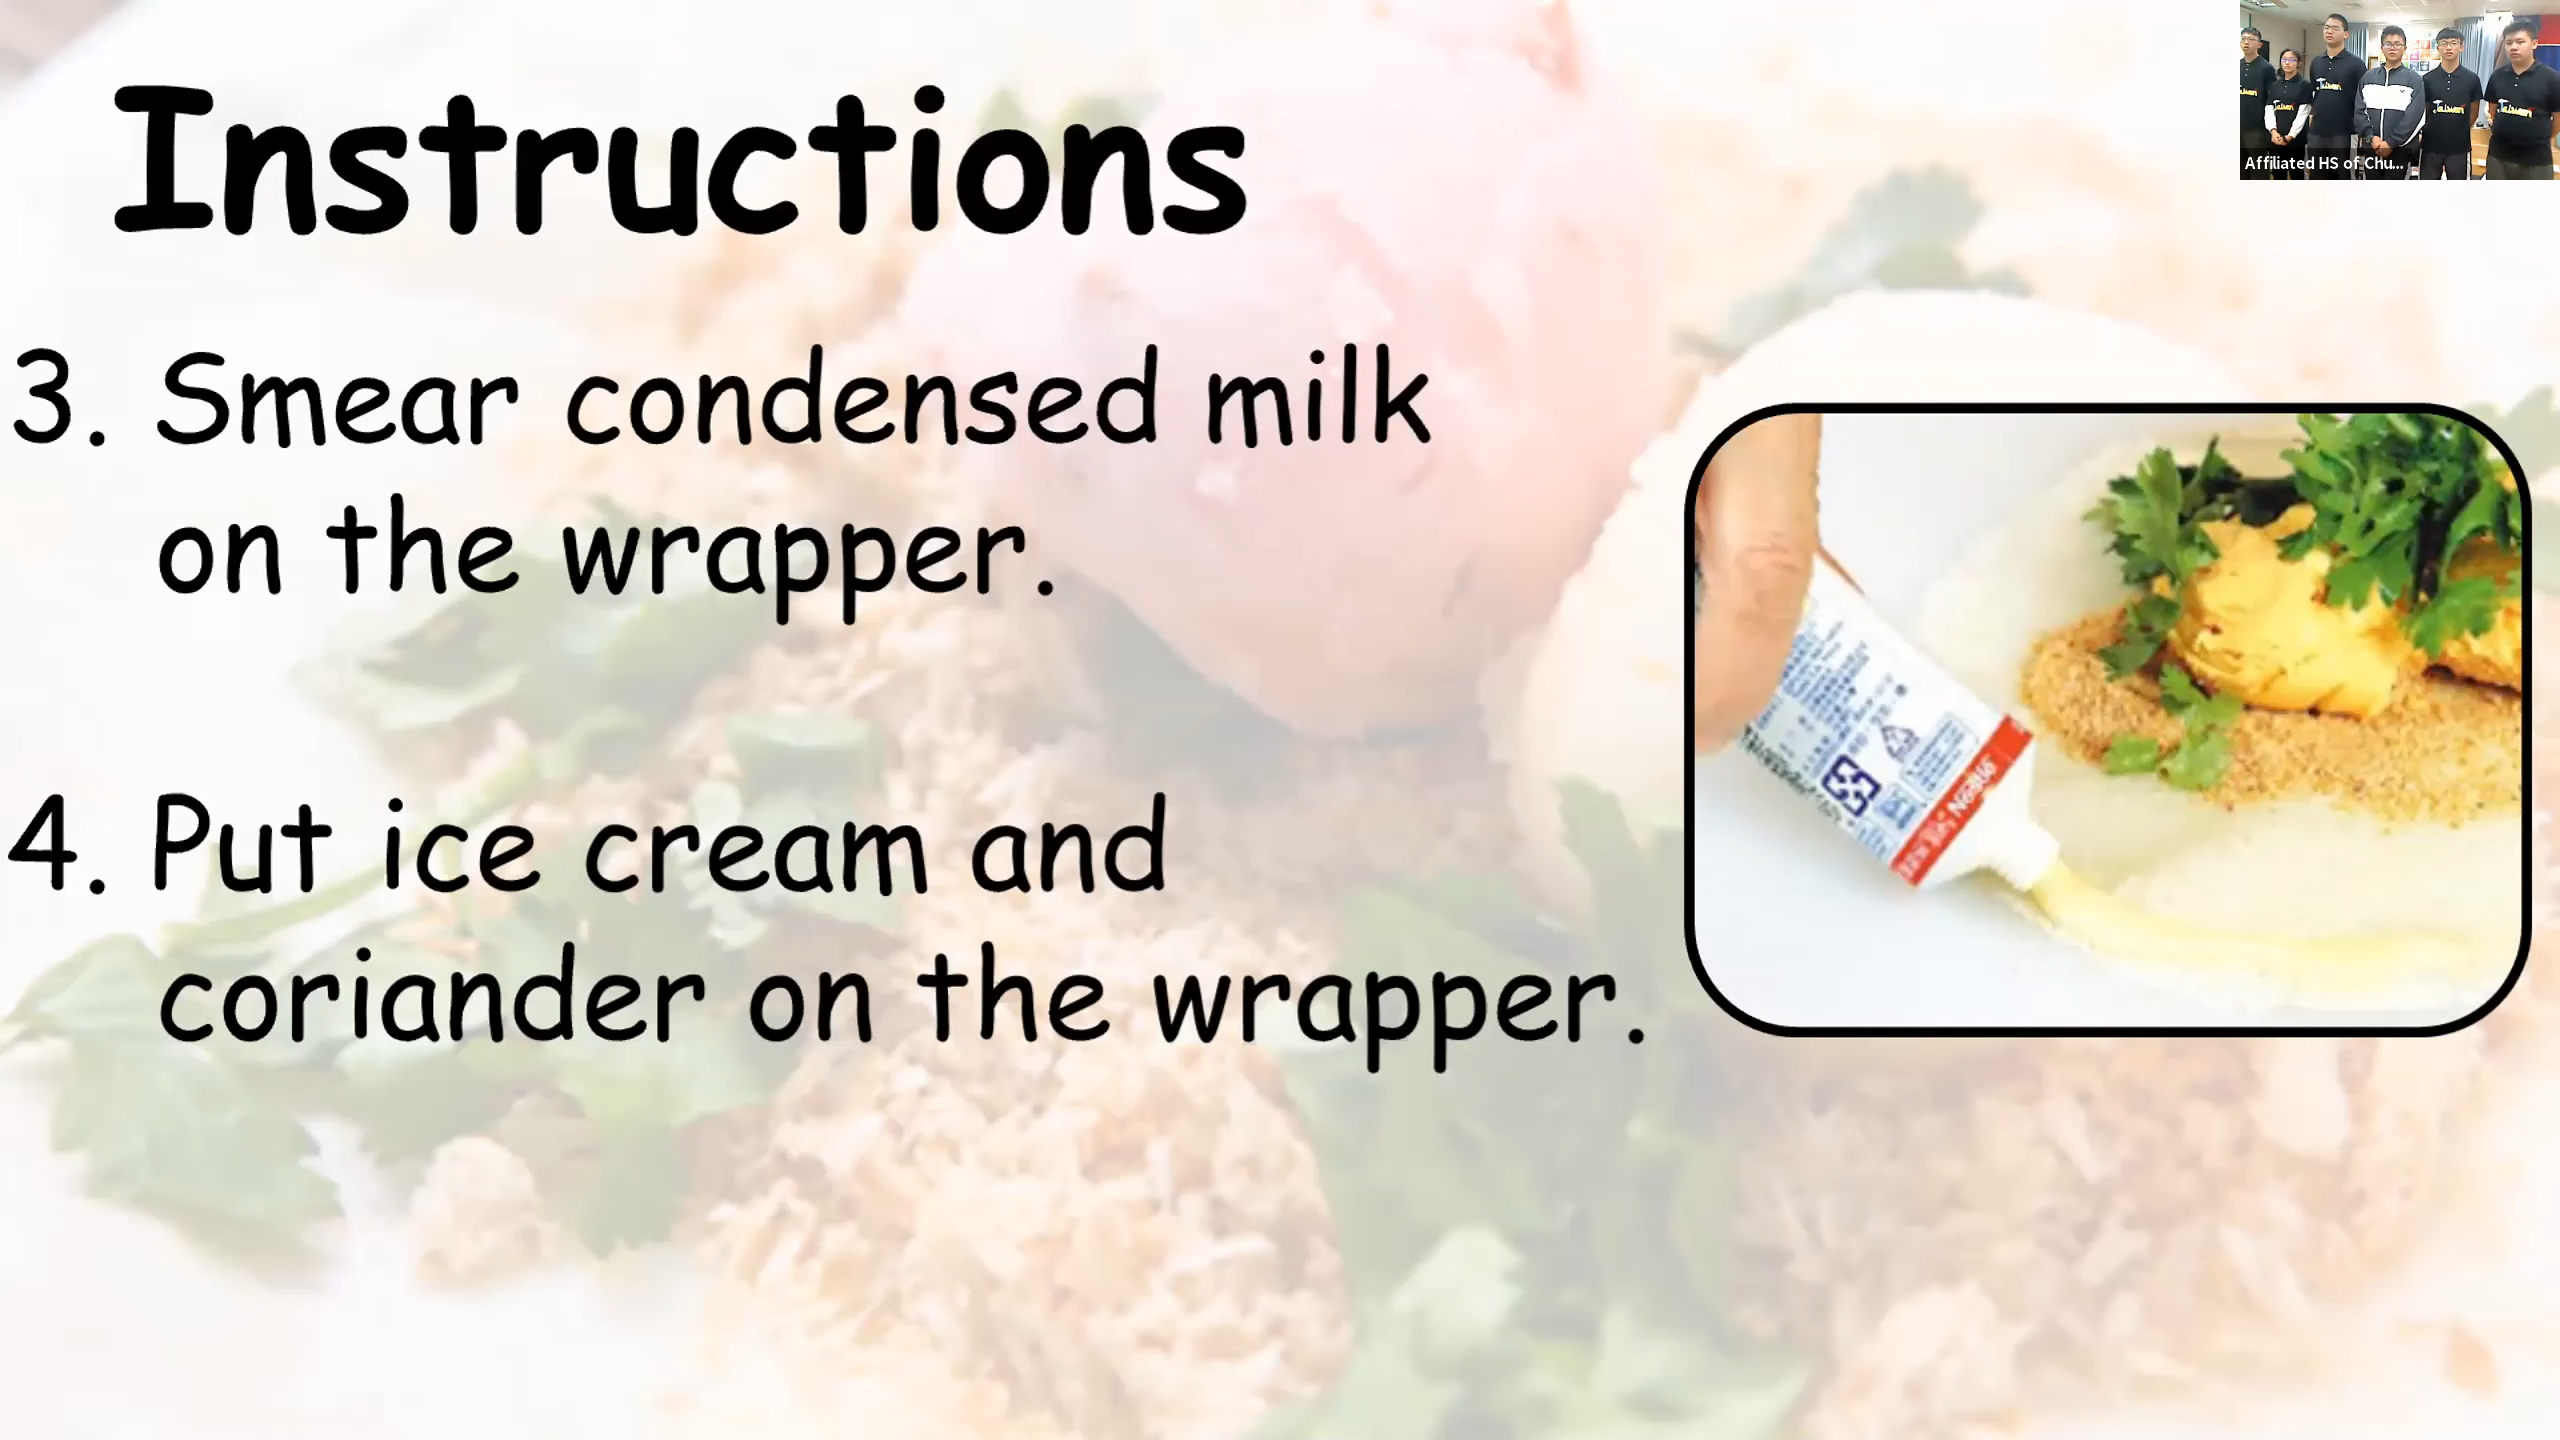 Instructions
3. Smear condensed milk
on the wrapper.
4. Put ice cream and
coriander on the wrapper.
Affiliated HS of Chu...